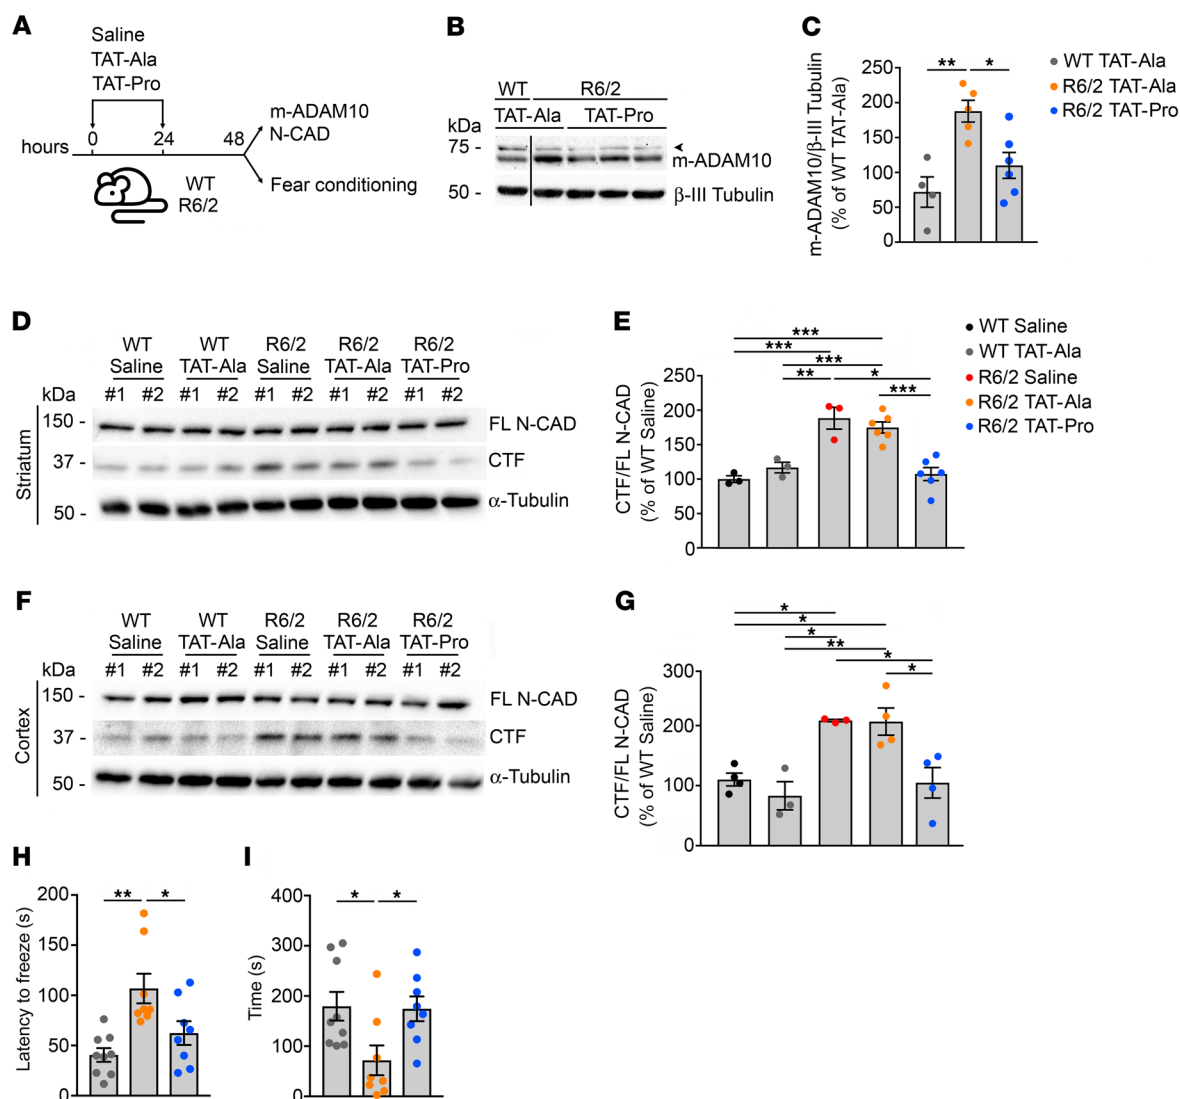 A
Saline
TAT-Ala
TAT-Pro
0
24
48
hours
m-ADAM10
N-CAD
Fear conditioning
WT
R6/2
B
WT R6/2
TAT-Ala TAT-Pro
kDa
75 -
m-ADAM10
50 -
β-III Tubulin
C
m-ADAM10/β-III Tubulin
(% of WT TAT-Ala)
250
200
150
100
50
0
** *
WT TAT-Ala
R6/2 TAT-Ala
R6/2 TAT-Pro
D
WT WT R6/2 R6/2 R6/2
Saline TAT-Ala Saline TAT-Ala TAT-Pro
kDa #1 #2 #1 #2 #1 #2 #1 #2 #1 #2
Striatum
150 - FL N-CAD
37 - CTF
50 - α-Tubulin
E
CTF/FL N-CAD
(% of WT Saline)
250
200
150
100
50
0
***
***
***
** *
***
WT Saline
WT TAT-Ala
R6/2 Saline
R6/2 TAT-Ala
R6/2 TAT-Pro
F
WT WT R6/2 R6/2 R6/2
Saline TAT-Ala Saline TAT-Ala TAT-Pro
kDa #1 #2 #1 #2 #1 #2 #1 #2 #1 #2
Cortex
150 - FL N-CAD
37 - CTF
50 - α-Tubulin
G
CTF/FL N-CAD
(% of WT Saline)
300
200
100
0
*
*
*
**
*
*
H
Latency to freeze (s)
200
150
100
50
0
** *
I
Time (s)
400
300
200
100
0
* *